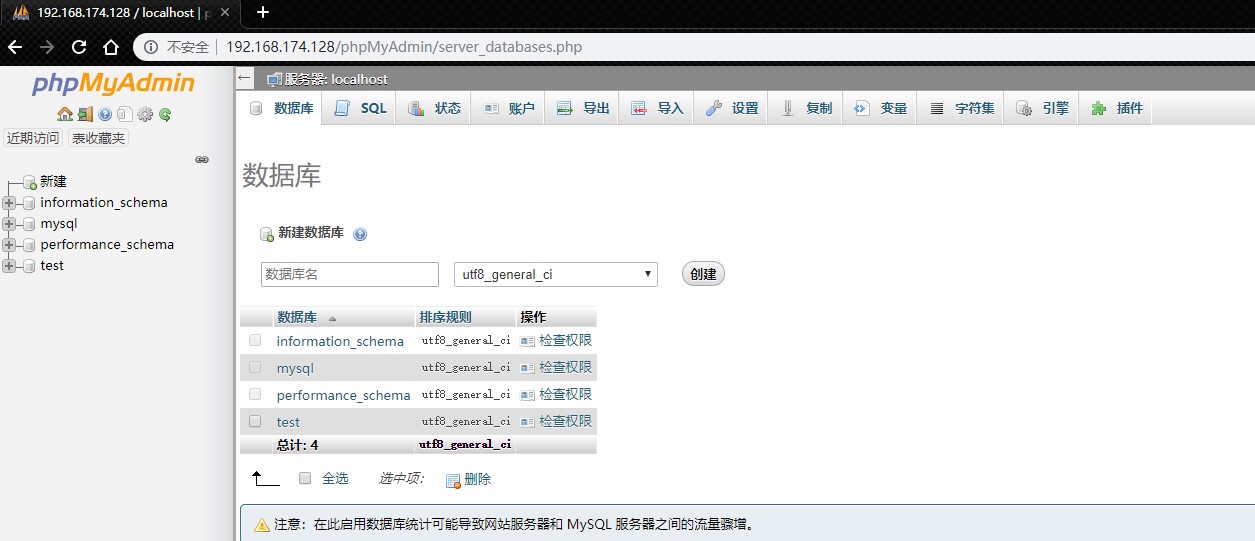 192.168.174.128 / localhost | p
不安全 | 192.168.174.128/phpMyAdmin/server_databases.php
phpMyAdmin
近期访问 表收藏夹
新建
information_schema
mysql
performance_schema
test
服务器: localhost
数据库 SQL 状态 账户 导出 导入 设置 复制 变量 字符集 引擎 插件
数据库
新建数据库
数据库名 utf8_general_ci 创建
数据库 排序规则 操作
information_schema utf8_general_ci 检查权限
mysql utf8_general_ci 检查权限
performance_schema utf8_general_ci 检查权限
test utf8_general_ci 检查权限
总计: 4 utf8_general_ci
全选 选中项: 删除
注意：在此启用数据库统计可能导致网站服务器和 MySQL 服务器之间的流量骤增。